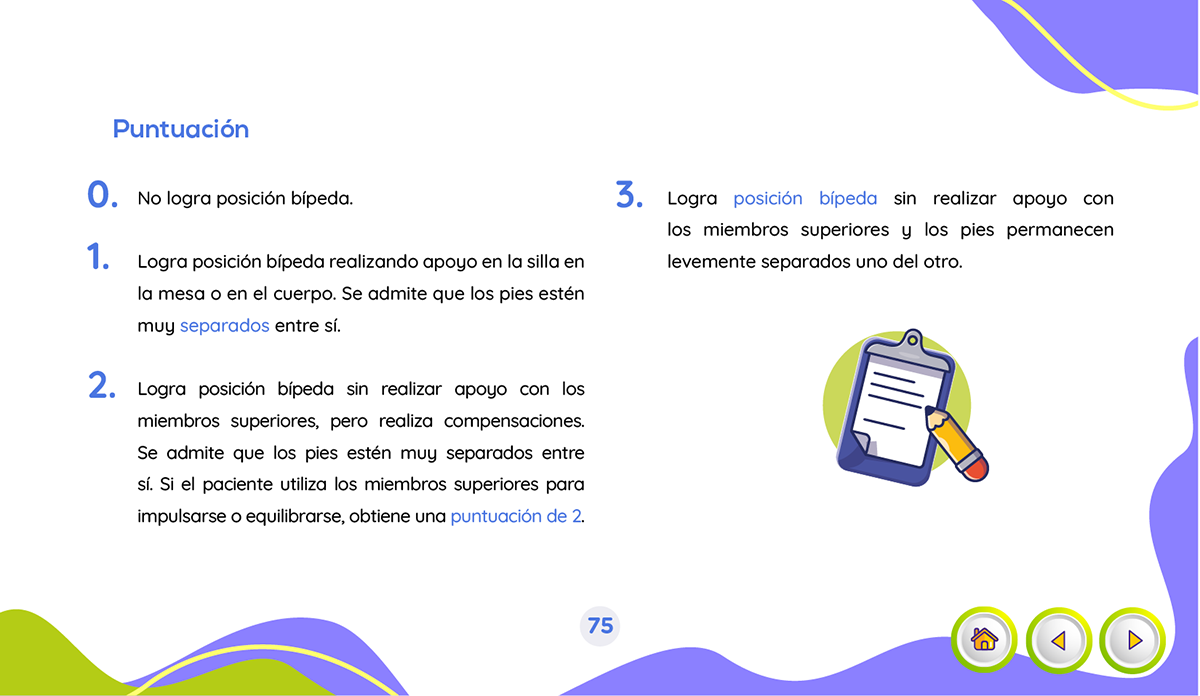 Puntuación
0. No logra posición bípeda.
1. Logra posición bípeda realizando apoyo en la silla en
la mesa o en el cuerpo. Se admite que los pies estén
muy separados entre sí.
2. Logra posición bípeda sin realizar apoyo con los
miembros superiores, pero realiza compensaciones.
Se admite que los pies estén muy separados entre
sí. Si el paciente utiliza los miembros superiores para
impulsarse o equilibrarse, obtiene una puntuación de 2.
3. Logra posición bípeda sin realizar apoyo con
los miembros superiores y los pies permanecen
levemente separados uno del otro.
75